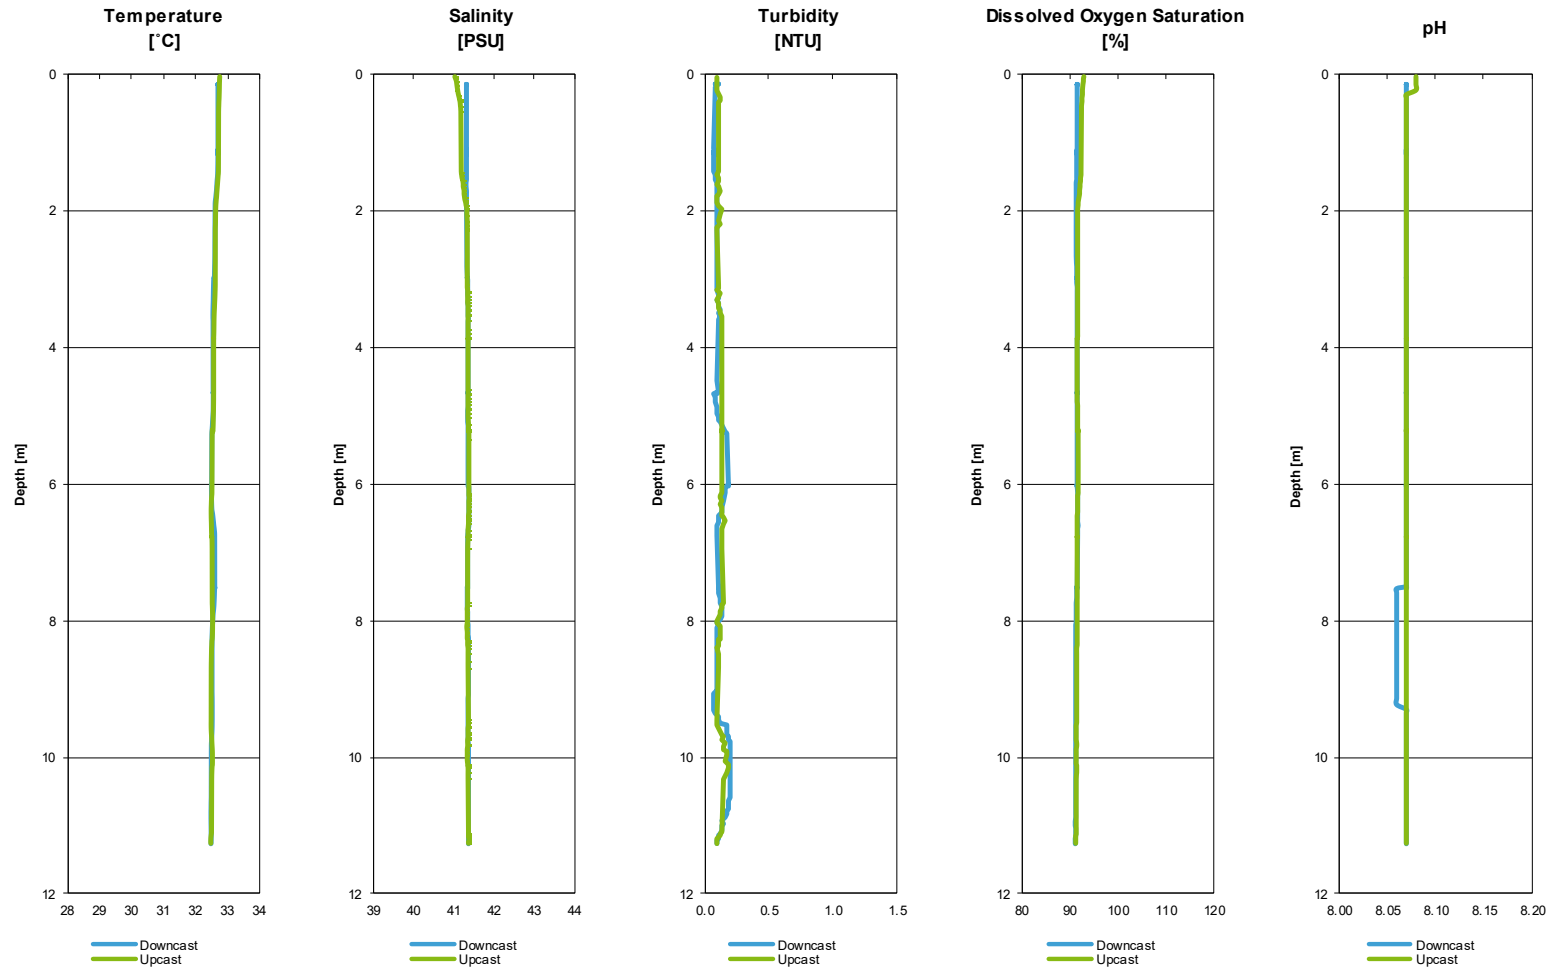 Temperature
[˚C]
0
2
4
6
8
10
12
Depth [m]
28 29 30 31 32 33 34
Downcast
Upcast
Salinity
[PSU]
0
2
4
6
8
10
12
Depth [m]
39 40 41 42 43 44
Downcast
Upcast
Turbidity
[NTU]
0
2
4
6
8
10
12
Depth [m]
0.0 0.5 1.0 1.5
Downcast
Upcast
Dissolved Oxygen Saturation
[%]
0
2
4
6
8
10
12
Depth [m]
80 90 100 110 120
Downcast
Upcast
pH
0
2
4
6
8
10
12
Depth [m]
8.00 8.05 8.10 8.15 8.20
Downcast
Upcast